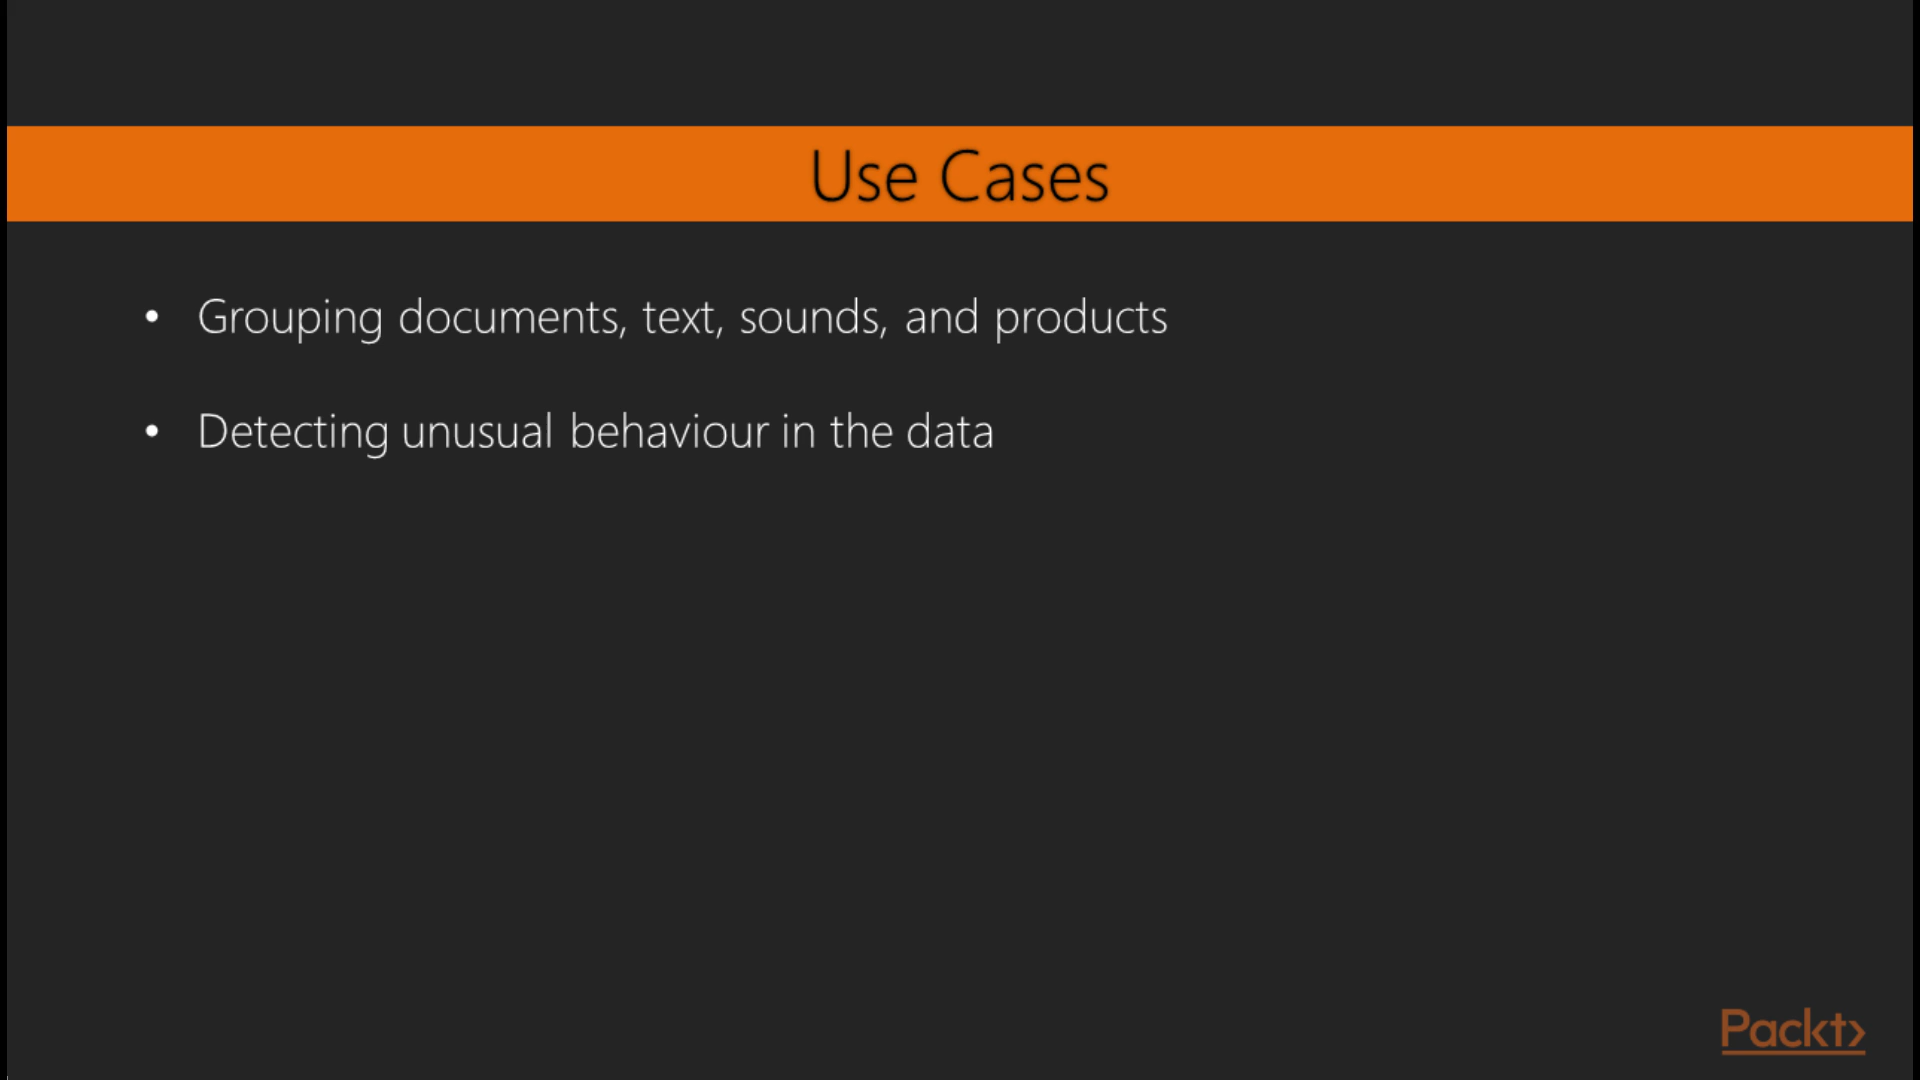 Use Cases
• Grouping documents, text, sounds, and products
• Detecting unusual behaviour in the data
Packt>